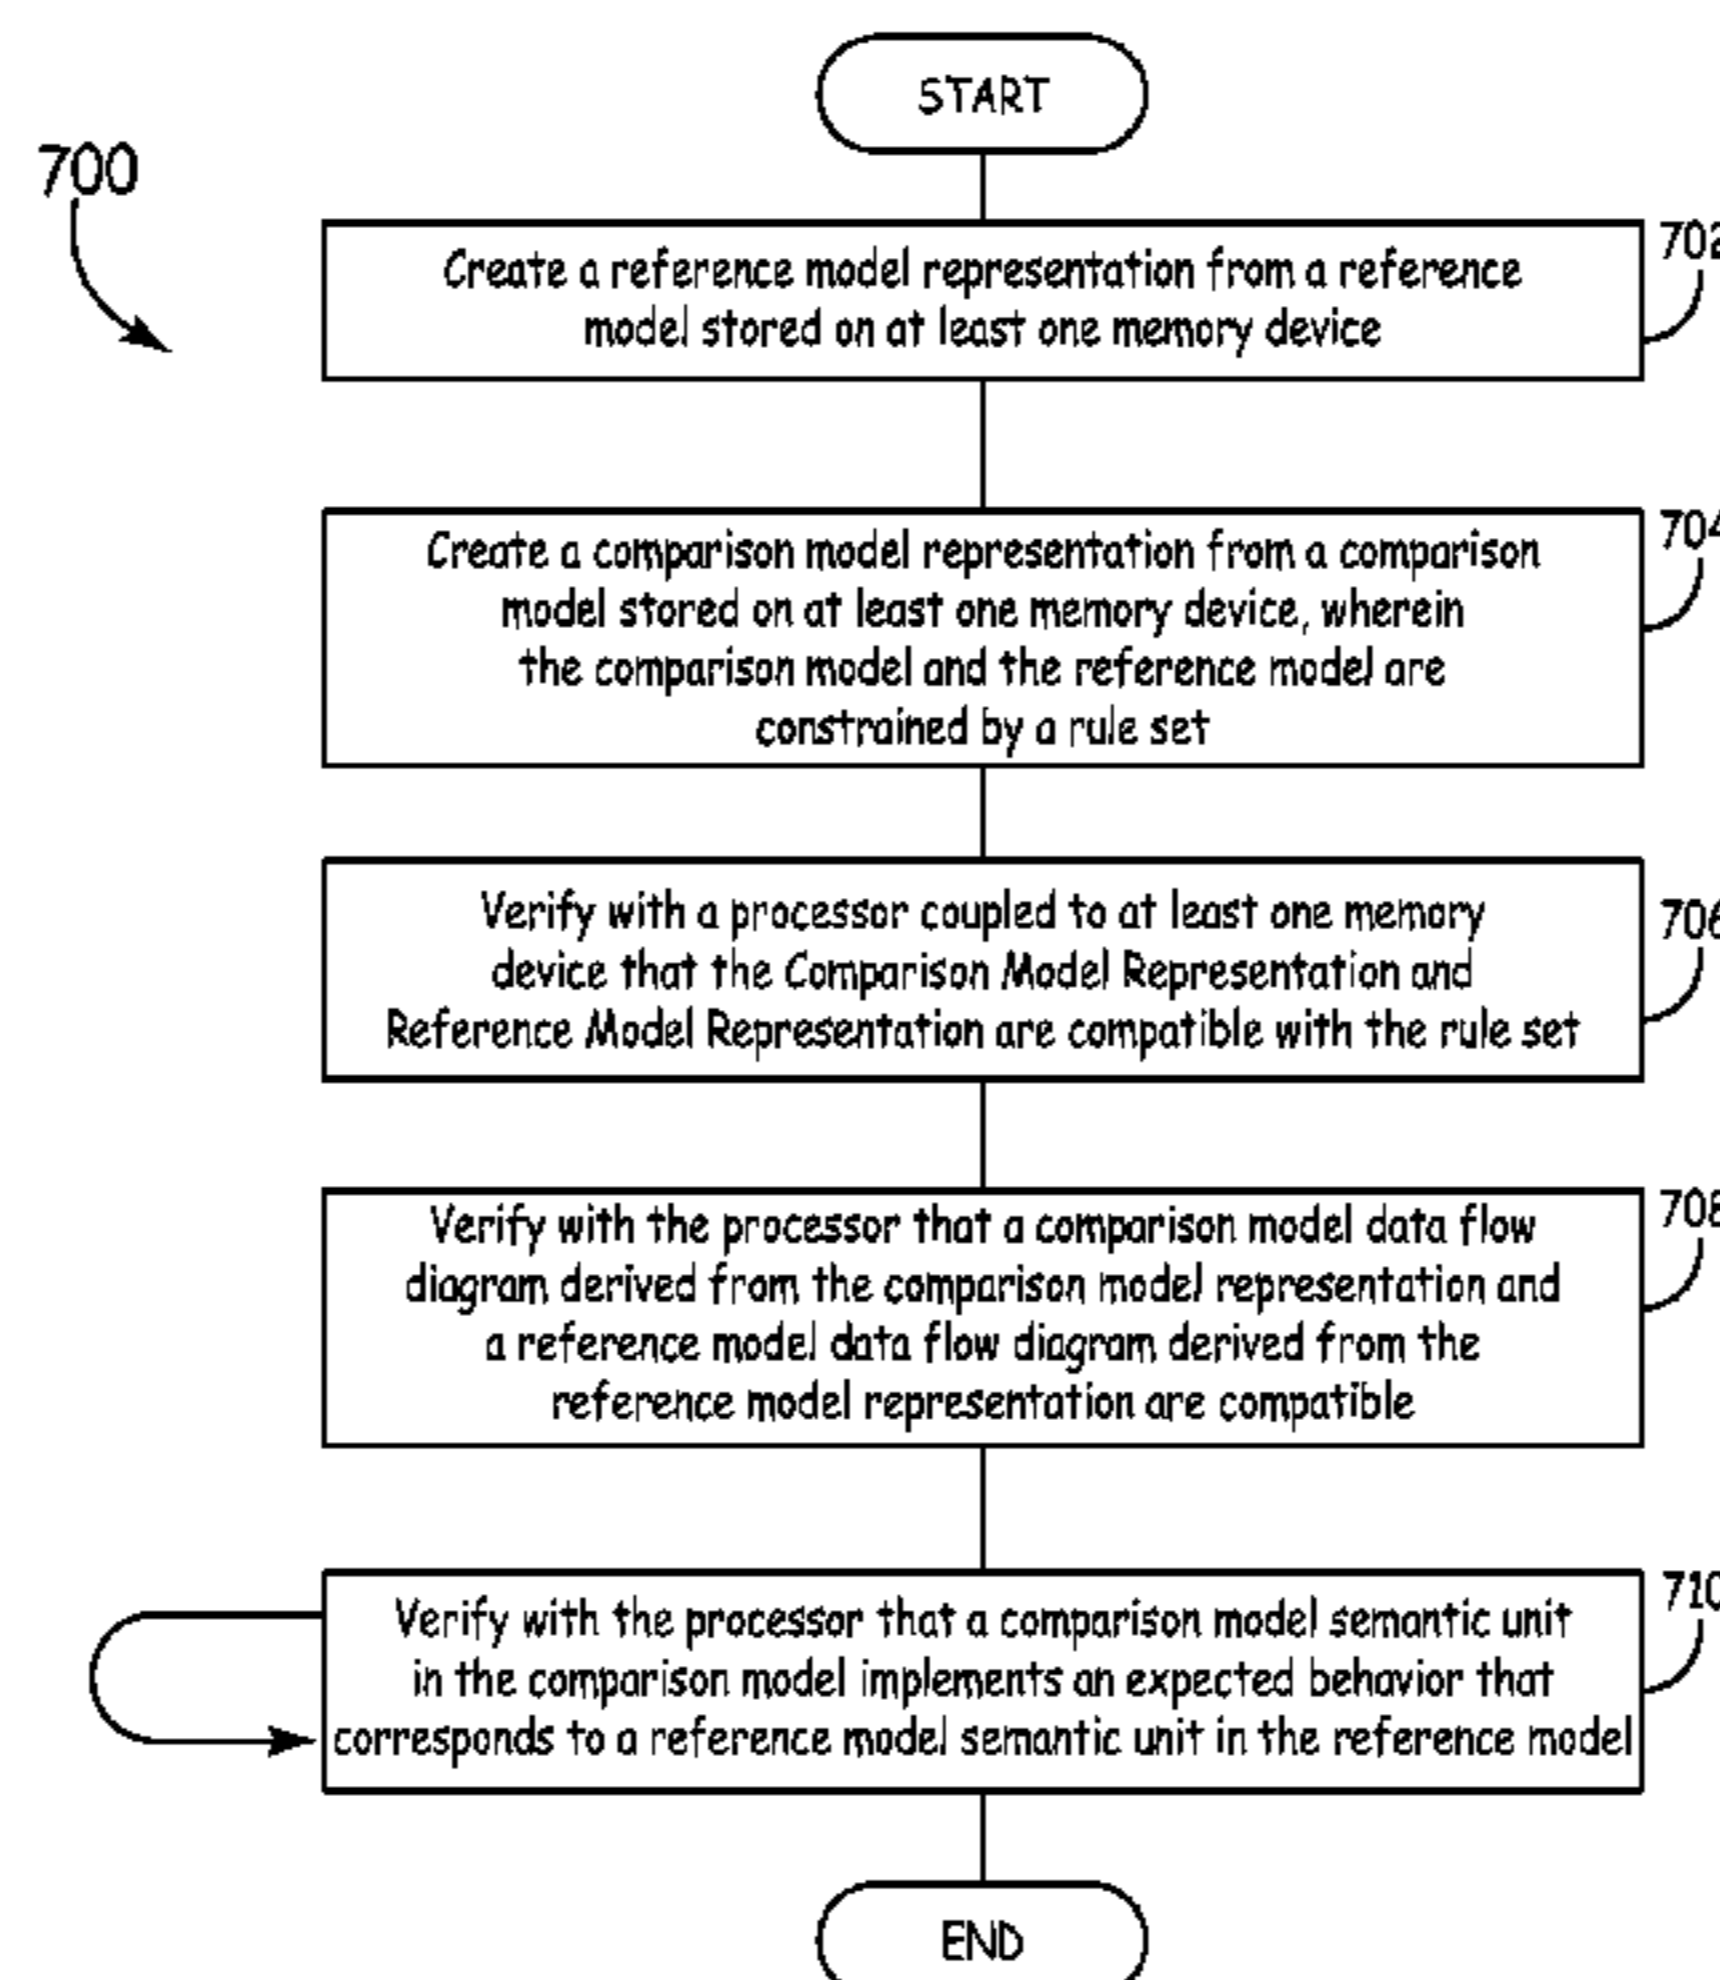 START
700
702
Create a reference model representation from a reference
model stored on at least one memory device
704
Create a comparison model representation from a comparison
model stored on at least one memory device, wherein
the comparison model and the reference model are
constrained by a rule set
706
Verify with a processor coupled to at least one memory
device that the Comparison Model Representation and
Reference Model Representation are compatible with the rule set
708
Verify with the processor that a comparison model data flow
diagram derived from the comparison model representation and
a reference model data flow diagram derived from the
reference model representation are compatible
710
Verify with the processor that a comparison model semantic unit
in the comparison model implements an expected behavior that
corresponds to a reference model semantic unit in the reference model
END